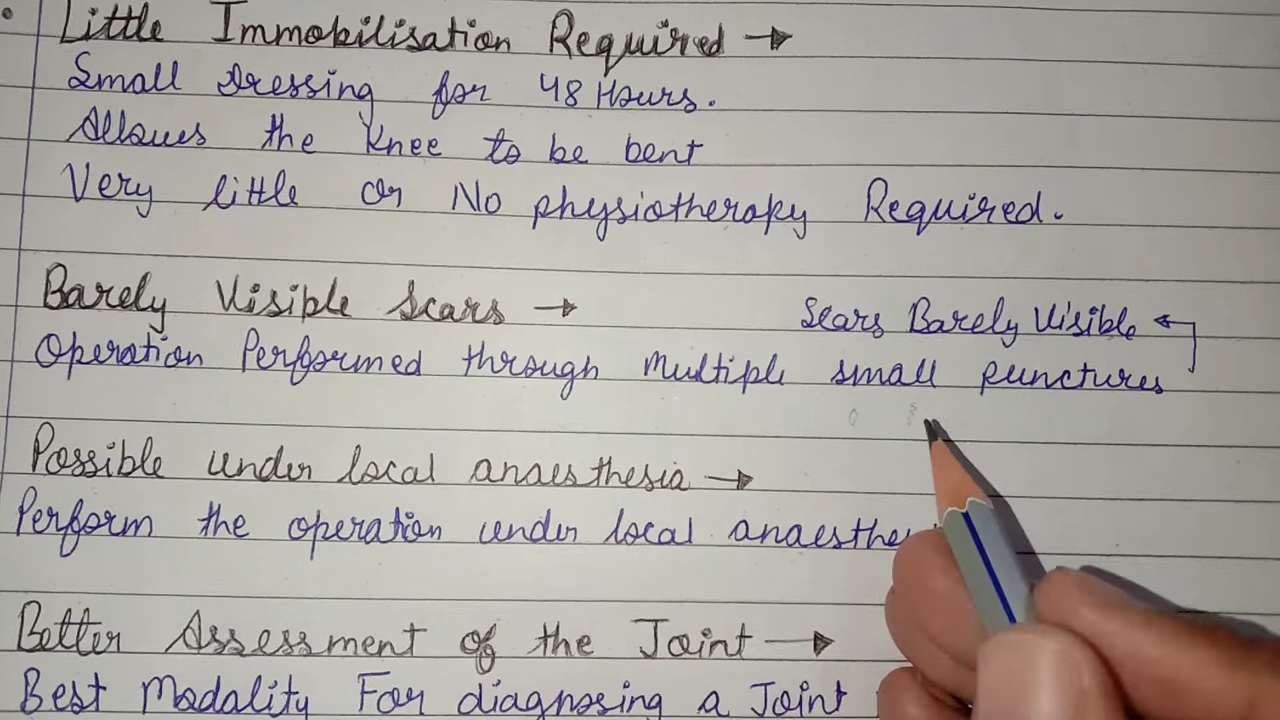 • Little Immobilisation Required →
Small Dressing for 48 Hours.
Allows the knee to be bent
Very little or No physiotherapy Required.
Barely Visible Scars →
Scars Barely Visible ←
Operation Performed through Multiple small punctures
Possible under local anaesthesia →
Perform the operation under local anaesthe
Better Assessment of the Joint →
Best Modality For diagnosing a Joint